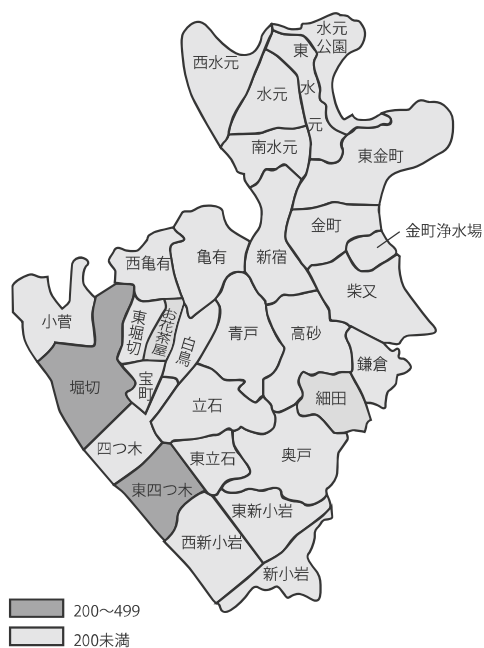 水元
公園
西水元
東
水
元
水元
南水元
東金町
金町
金町浄水場
新宿
柴又
亀有
西亀有
小菅
東堀切
お花茶屋
白鳥
青戸
高砂
鎌倉
堀切
宝町
細田
立石
四つ木
東立石
奥戸
東四つ木
東新小岩
西新小岩
新小岩
200〜499
200未満